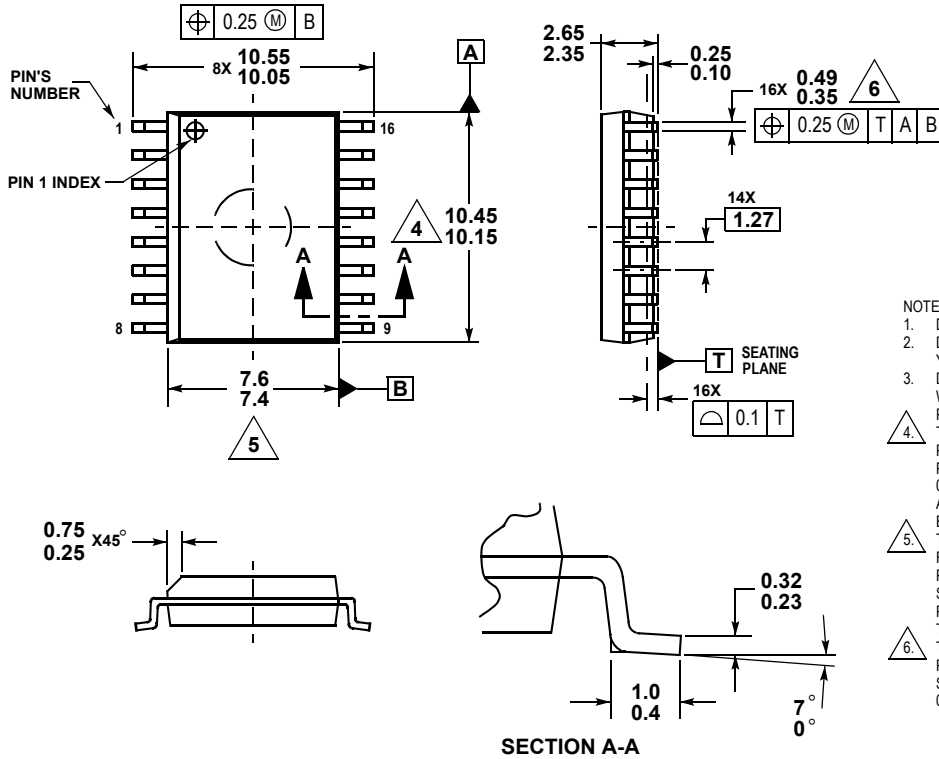 ⌖ 0.25 Ⓜ B
8X 10.55
10.05
PIN'S
NUMBER
1
16
PIN 1 INDEX
A
4
10.45
10.15
A A
8
9
7.6
7.4
B
5
2.65
2.35
0.25
0.10
16X 0.49
0.35
6
⌖ 0.25 Ⓜ T A B
14X
1.27
T SEATING
PLANE
16X
⌓ 0.1 T
NOTE
1. D
2. D
3. D
4. T
5. T
6. T
0.75
0.25 X45°
0.32
0.23
1.0
0.4
7°
0°
SECTION A-A